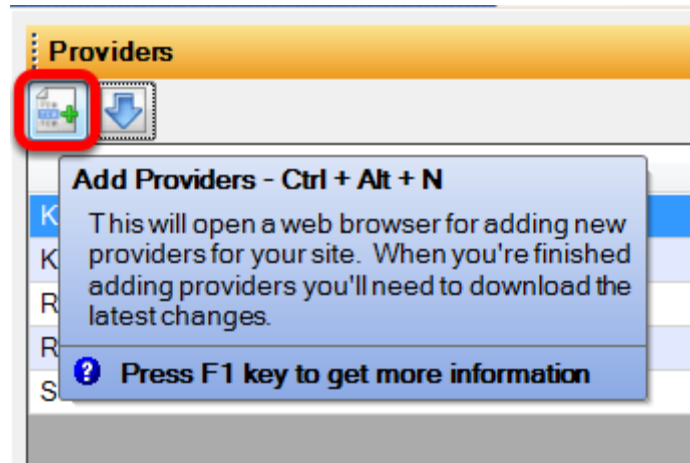 Providers
Add Providers - Ctrl + Alt + N
K
This will open a web browser for adding new
K
providers for your site.  When you're finished
adding providers you'll need to download the
R
latest changes.
R
Press F1 key to get more information
S